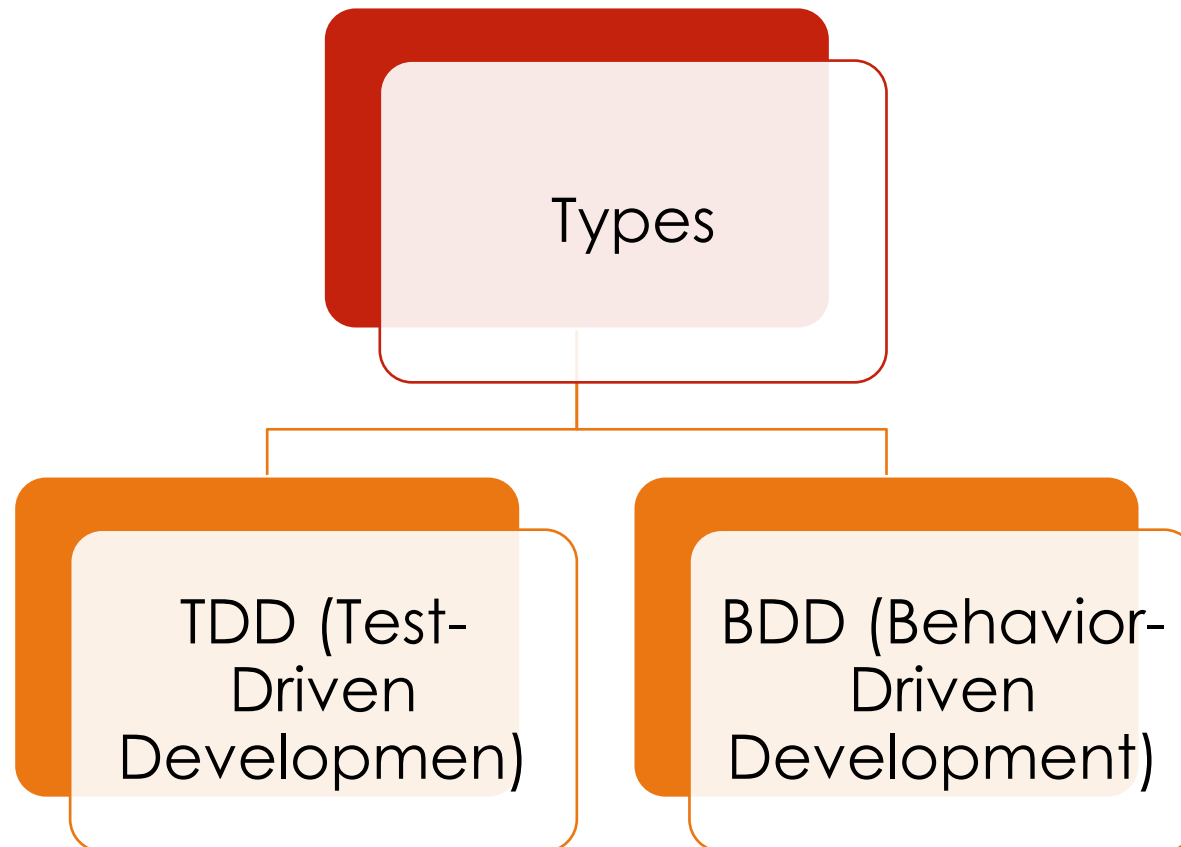 Types
TDD (Test-
Driven
Developmen)
BDD (Behavior-
Driven
Development)